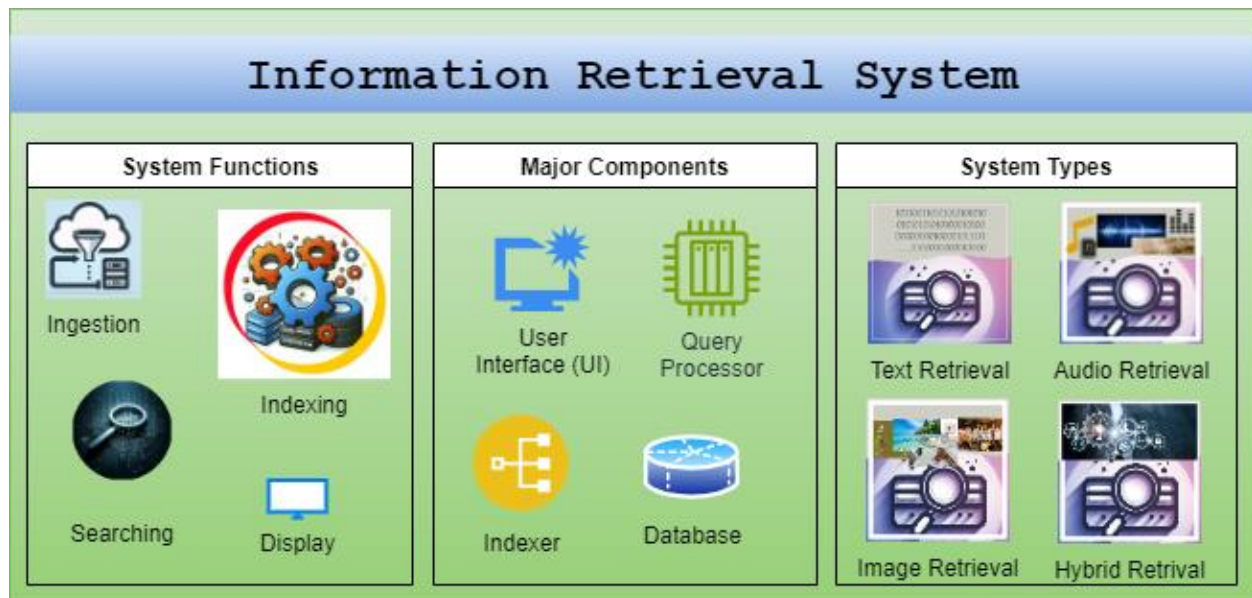 Information Retrieval System
System Functions
Ingestion
Indexing
Searching
Display
Major Components
User
Interface (UI)
Query
Processor
Indexer
Database
System Types
Text Retrieval
Audio Retrieval
Image Retrieval
Hybrid Retrival